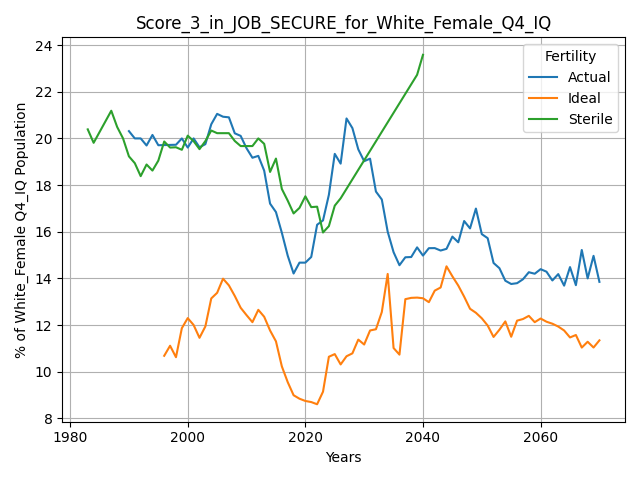 Score_3_in_JOB_SECURE_for_White_Female_Q4_IQ
Fertility
Actual
Ideal
Sterile
% of White_Female Q4_IQ Population
24
22
20
18
16
14
12
10
8
1980
2000
2020
2040
2060
Years